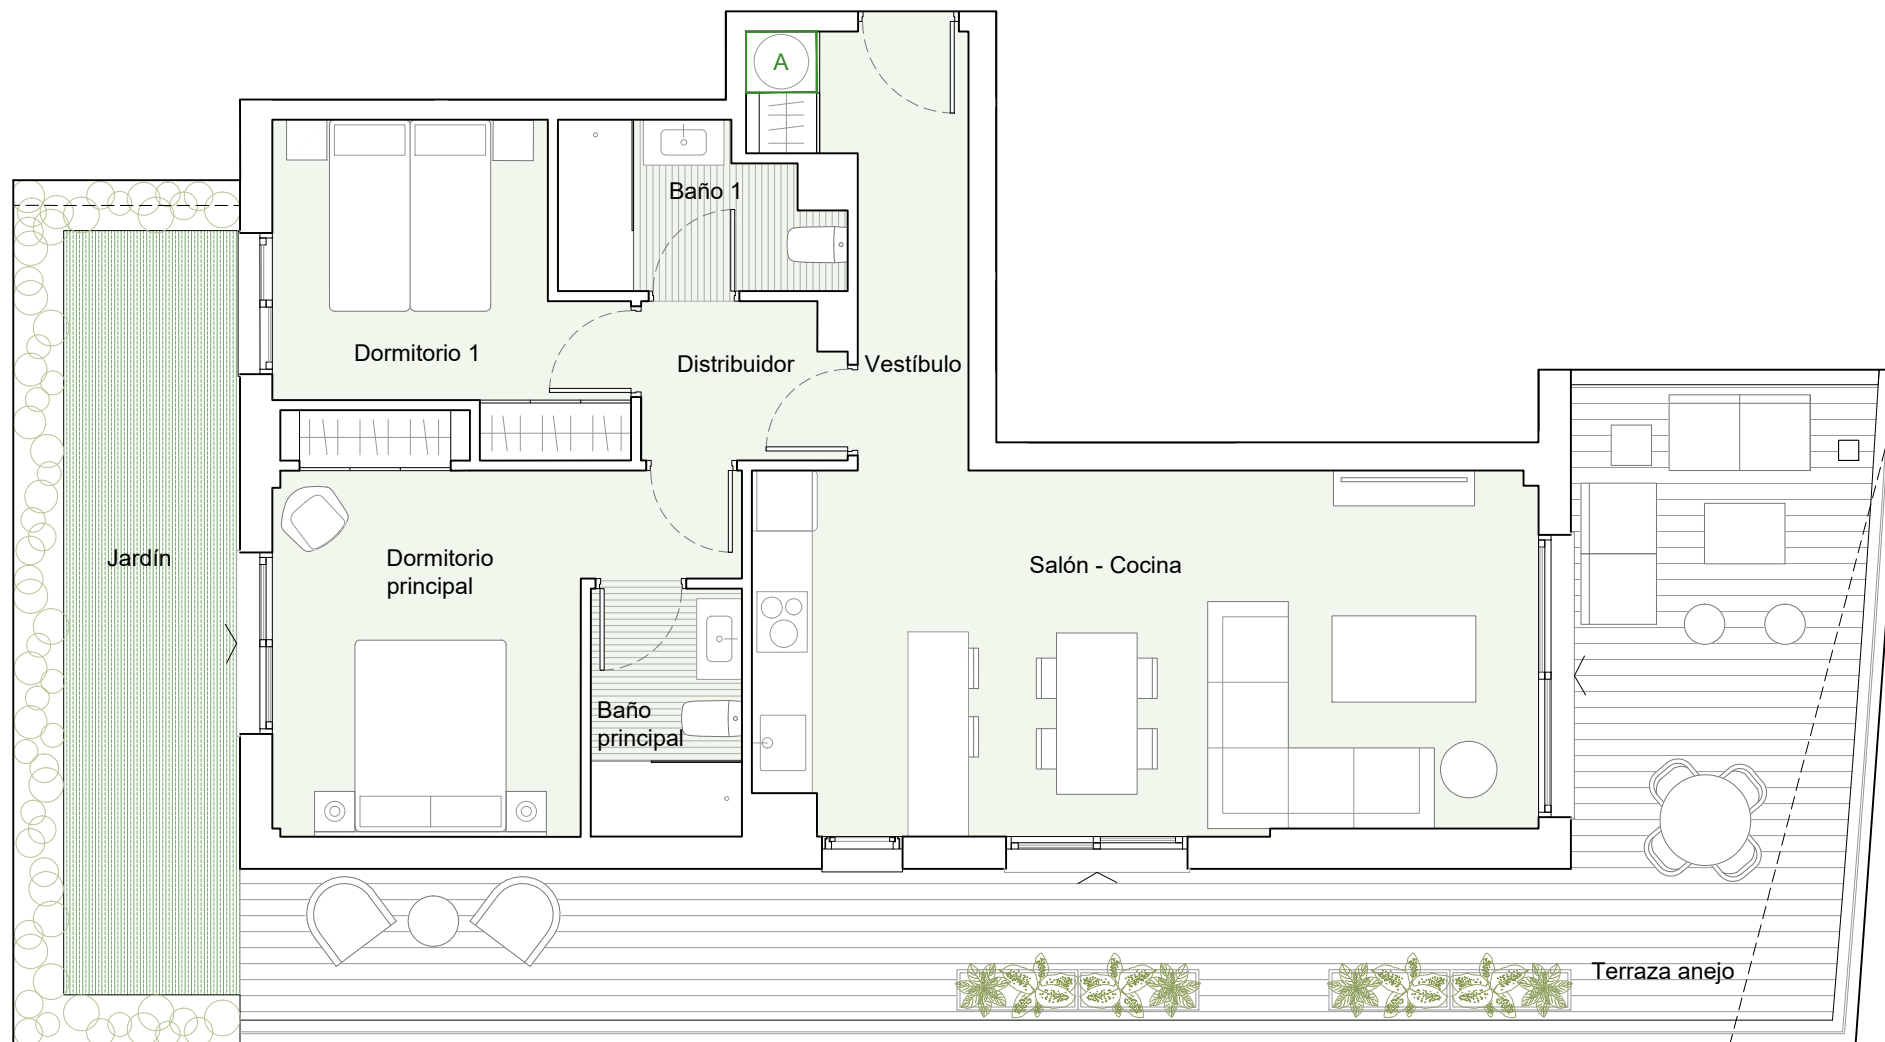 A
Baño 1
Dormitorio 1
Distribuidor
Vestíbulo
Jardín
Dormitorio
principal
Salón - Cocina
Baño
principal
Terraza anejo